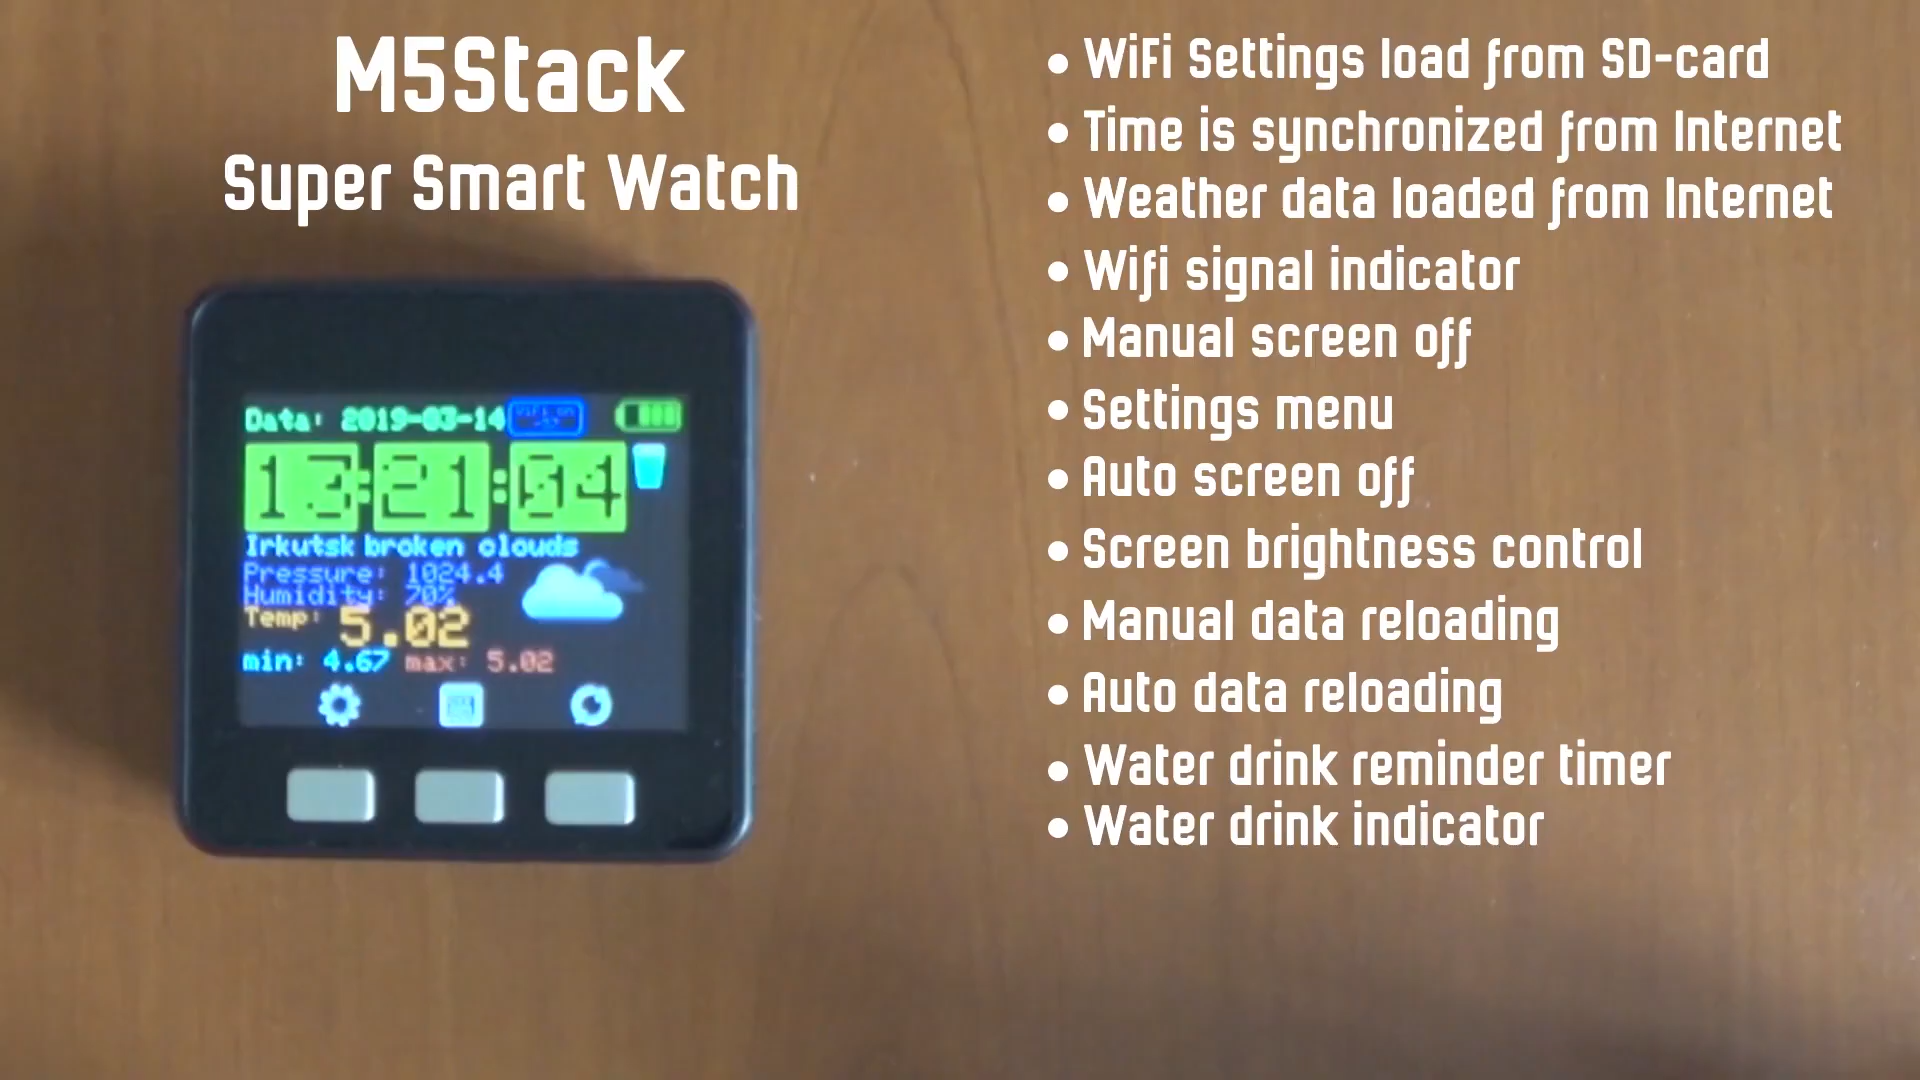 M5Stack
Super Smart Watch
Data: 2019-03-14
13:21:04
Irkutsk broken clouds
Pressure: 1024.4
Humidity: 70%
Temp: 5.02
min: 4.67 max: 5.02
• WiFi Settings load from SD-card
• Time is synchronized from Internet
• Weather data loaded from Internet
• Wifi signal indicator
• Manual screen off
• Settings menu
• Auto screen off
• Screen brightness control
• Manual data reloading
• Auto data reloading
• Water drink reminder timer
• Water drink indicator